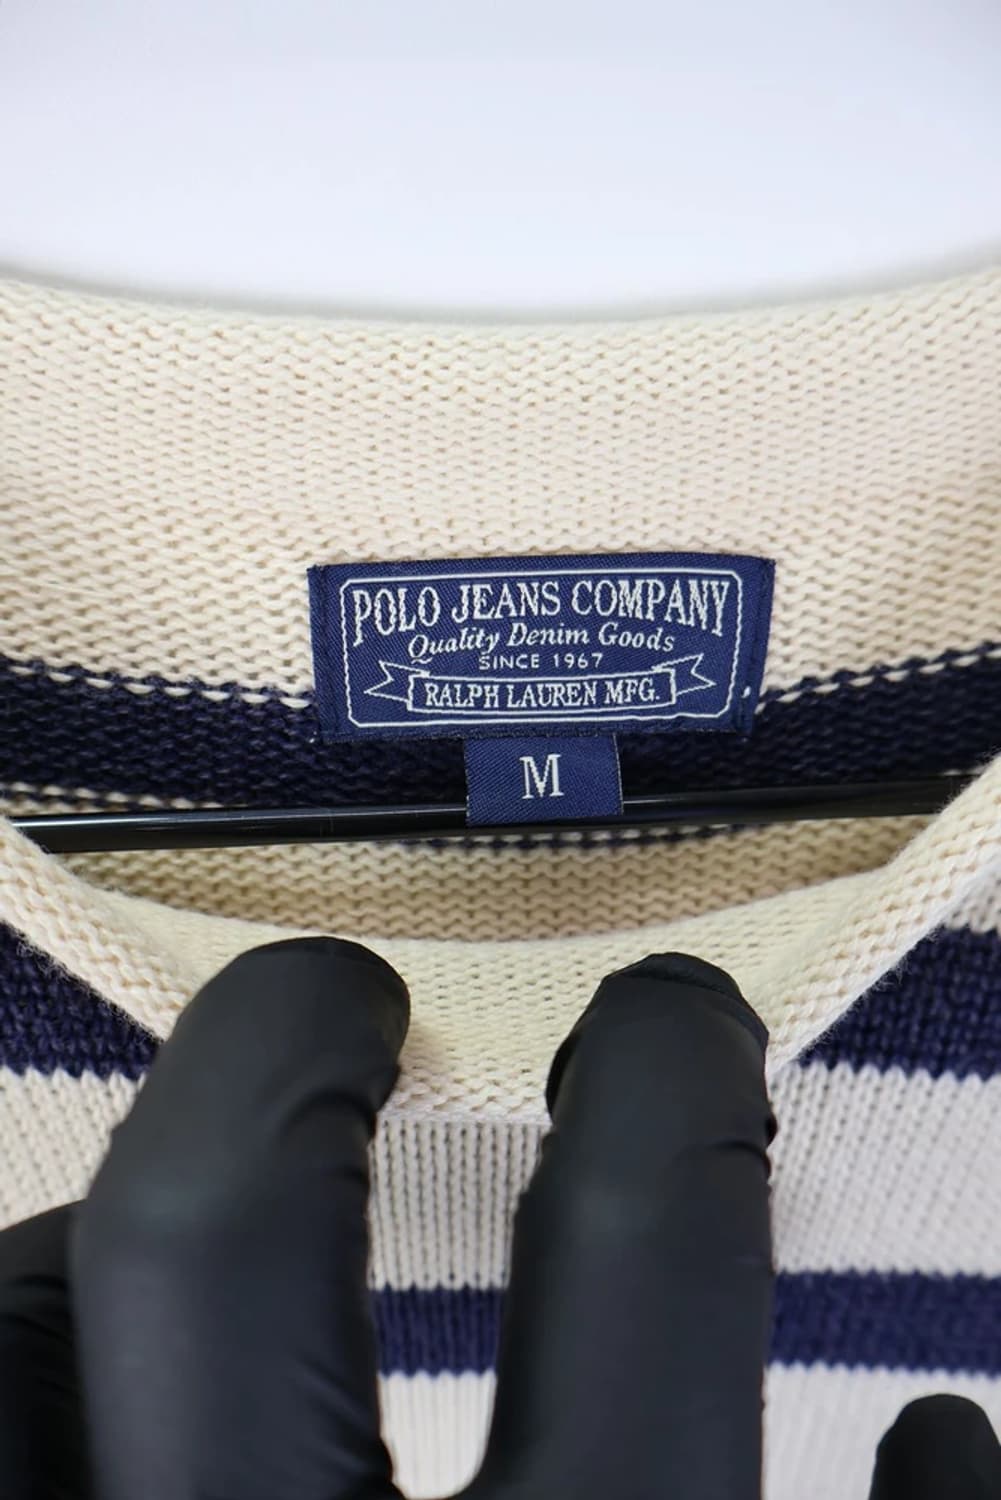 POLO JEANS COMPANY
Quality Denim Goods
SINCE 1967
RALPH LAUREN MFG.
M